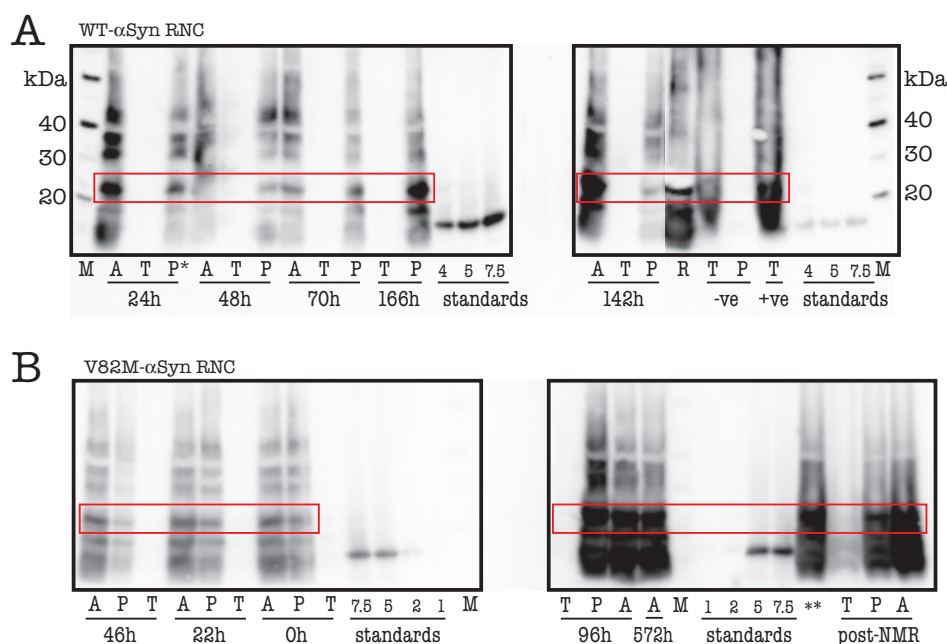 A
WT-αSyn RNC
kDa
40
30
20
kDa
40
30
20
M A T P* A T P A T P T P 4 5 7.5
24h 48h 70h 166h standards
A T P R T P T 4 5 7.5 M
142h -ve +ve standards
B
V82M-αSyn RNC
A P T A P T A P T 7.5 5 2 1 M
46h 22h 0h standards
T P A A M 1 2 5 7.5 ** T P A
96h 572h standards post-NMR